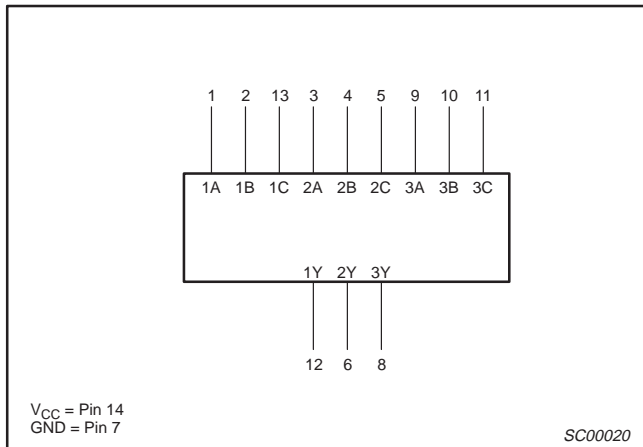 1 2 13 3 4 5 9 10 11
1A 1B 1C 2A 2B 2C 3A 3B 3C
1Y 2Y 3Y
12 6 8
VCC = Pin 14
GND = Pin 7
SC00020